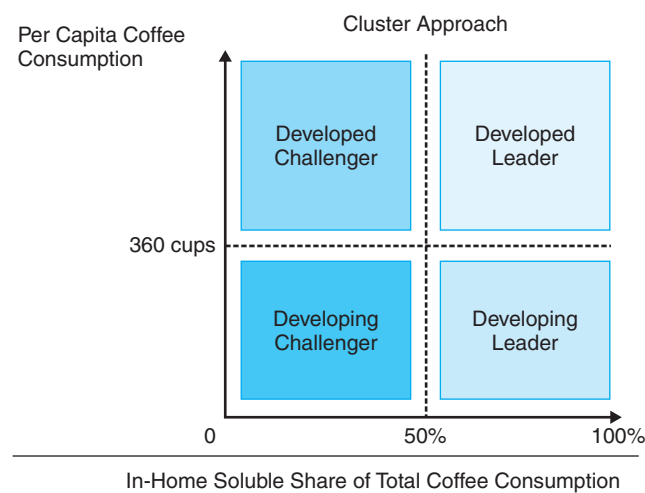 Per Capita Coffee
Consumption
Cluster Approach
Developed
Challenger
Developed
Leader
360 cups
Developing
Challenger
Developing
Leader
0
50%
100%
In-Home Soluble Share of Total Coffee Consumption